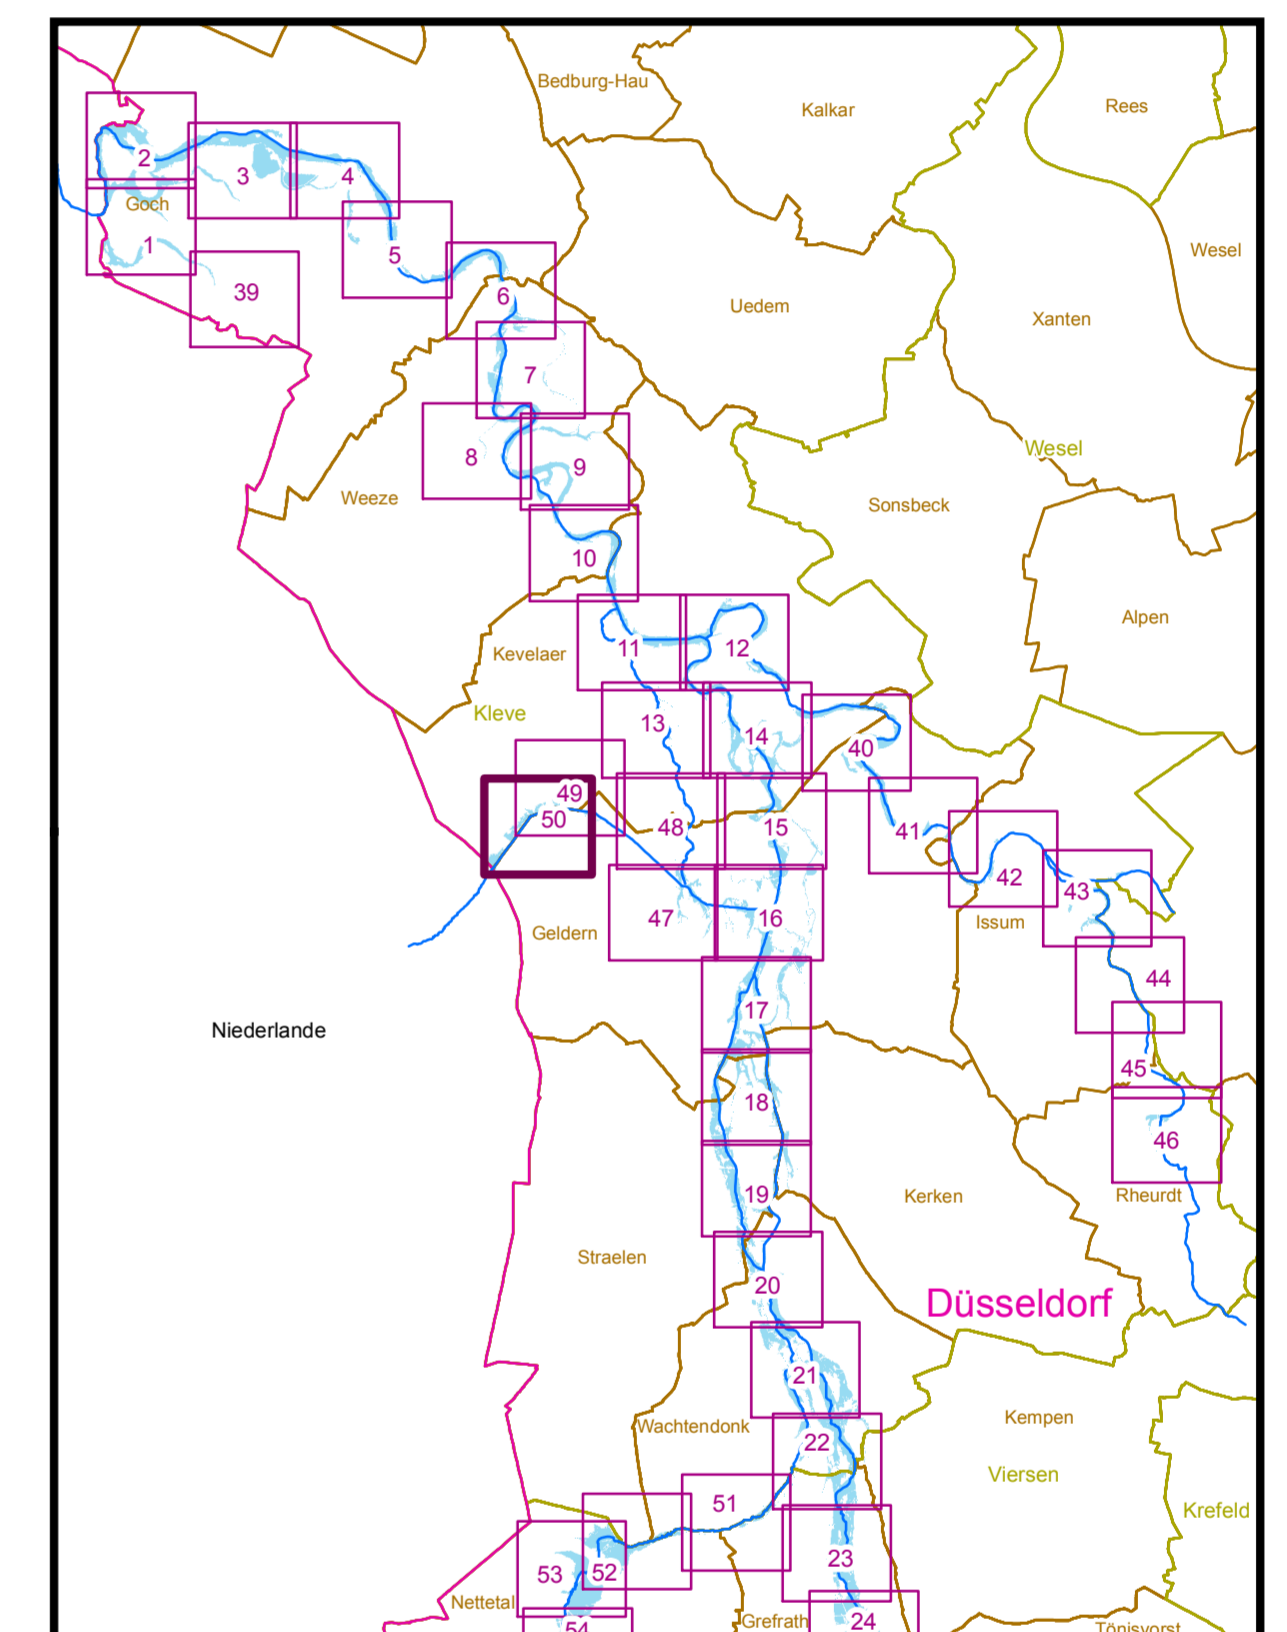 Bedburg-Hau
Kalkar
Rees
2
3
4
Goch
1
5
Wesel
39
6
Uedem
Xanten
7
Wesel
8
9
Weeze
Sonsbeck
10
Alpen
11
12
Kevelaer
Kleve
13
14
40
49
50
48
15
41
42
43
47
16
Issum
Geldern
44
17
Niederlande
45
18
46
19
Kerken
Rheurdt
Straelen
20
Düsseldorf
21
Wachtendonk
Kempen
22
Viersen
51
Krefeld
23
53
52
Nettetal
Grefrath
24
54
Tönisvorst